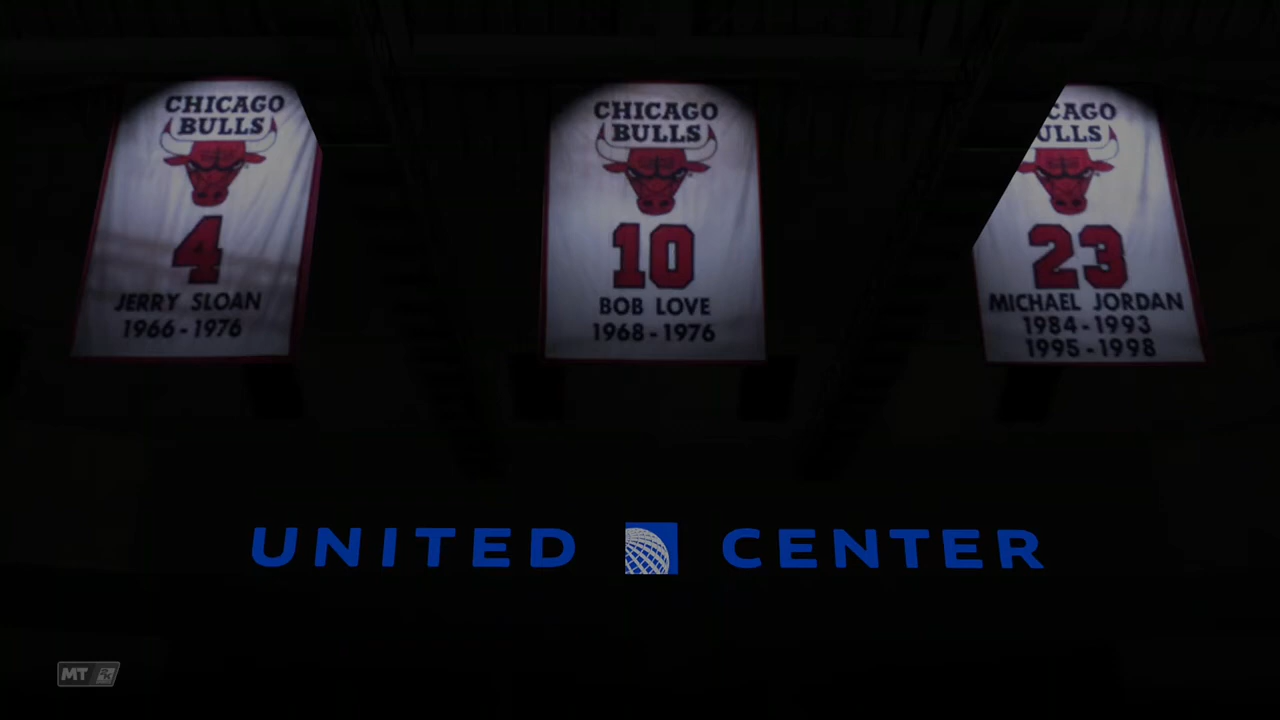 CHICAGO
BULLS
4
JERRY SLOAN
1966-1976
CHICAGO
BULLS
10
BOB LOVE
1968-1976
CAGO
ULLS
23
MICHAEL JORDAN
1984-1993
1995-1998
UNITED CENTER
MT 2K